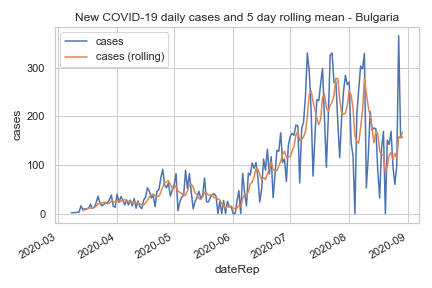 New COVID-19 daily cases and 5 day rolling mean - Bulgaria
cases
cases (rolling)
300
200
100
0
cases
2020-03
2020-04
2020-05
2020-06
2020-07
2020-08
2020-09
dateRep